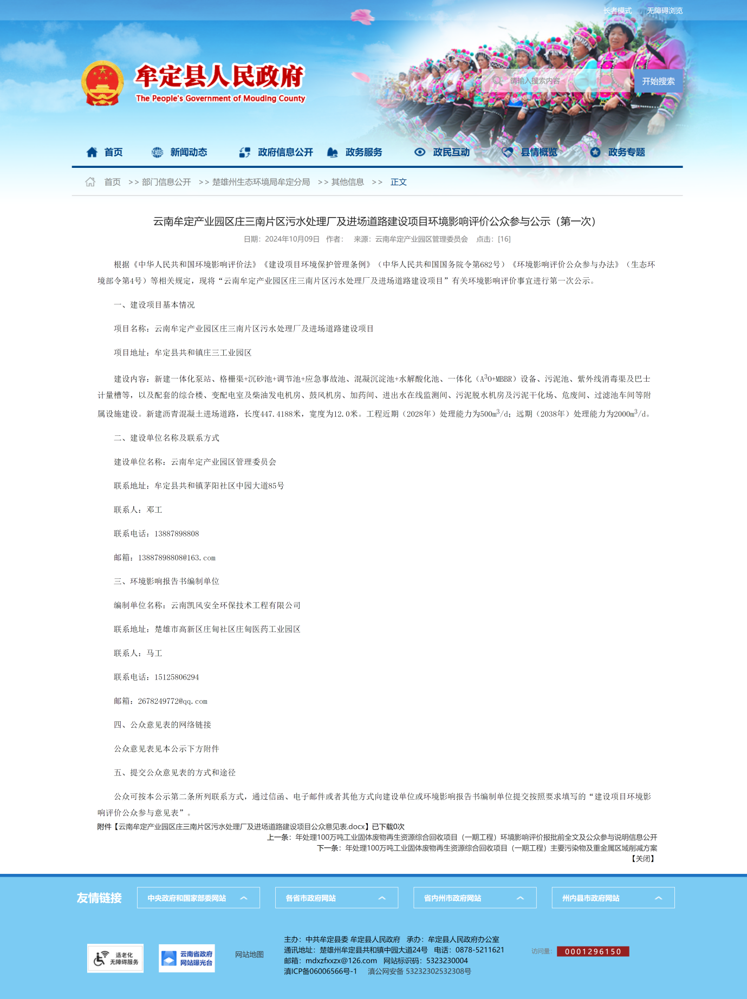 长者模式 无障碍浏览
牟定县人民政府
The People's Government of Mouding County
请输入搜索内容 开始搜索
首页 新闻动态 政府信息公开 政务服务 政民互动 县情概览 政务专题
首页 >> 部门信息公开 >> 楚雄州生态环境局牟定分局 >> 其他信息 >> 正文
云南牟定产业园区庄三南片区污水处理厂及进场道路建设项目环境影响评价公众参与公示（第一次）
日期：2024年10月09日 作者： 来源：云南牟定产业园区管理委员会 点击：[16]
根据《中华人民共和国环境影响评价法》《建设项目环境保护管理条例》（中华人民共和国国务院令第682号）《环境影响评价公众参与办法》（生态环
境部令第4号）等相关规定，现将“云南牟定产业园区庄三南片区污水处理厂及进场道路建设项目”有关环境影响评价事宜进行第一次公示。
一、建设项目基本情况
项目名称：云南牟定产业园区庄三南片区污水处理厂及进场道路建设项目
项目地址：牟定县共和镇庄三工业园区
建设内容：新建一体化泵站、格栅渠+沉砂池+调节池+应急事故池、混凝沉淀池+水解酸化池、一体化（A³O+MBBR）设备、污泥池、紫外线消毒渠及巴士
计量槽等，以及配套的综合楼、变配电室及柴油发电机房、鼓风机房、加药间、进出水在线监测间、污泥脱水机房及污泥干化场、危废间、过滤池车间等附
属设施建设。新建沥青混凝土进场道路，长度447.4188米，宽度为12.0米。工程近期（2028年）处理能力为500m³/d；远期（2038年）处理能力为2000m³/d。
二、建设单位名称及联系方式
建设单位名称：云南牟定产业园区管理委员会
联系地址：牟定县共和镇茅阳社区中园大道85号
联系人：邓工
联系电话：13887898808
邮箱：13887898808@163.com
三、环境影响报告书编制单位
编制单位名称：云南凯风安全环保技术工程有限公司
联系地址：楚雄市高新区庄甸社区庄甸医药工业园区
联系人：马工
联系电话：15125806294
邮箱：2678249772@qq.com
四、公众意见表的网络链接
公众意见表见本公示下方附件
五、提交公众意见表的方式和途径
公众可按本公示第二条所列联系方式，通过信函、电子邮件或者其他方式向建设单位或环境影响报告书编制单位提交按照要求填写的“建设项目环境影
响评价公众参与意见表”。
附件【云南牟定产业园区庄三南片区污水处理厂及进场道路建设项目公众意见表.docx】已下载0次
上一条：年处理100万吨工业固体废物再生资源综合回收项目（一期工程）环境影响评价报批前全文及公众参与说明信息公开
下一条：年处理100万吨工业固体废物再生资源综合回收项目（一期工程）主要污染物及重金属区域削减方案
【关闭】
友情链接 中央政府和国家部委网站 各省市政府网站 省内州市政府网站 州内县市政府网站
适老化
无障碍服务
云南省政府
网站曝光台
网站地图
主办：中共牟定县委 牟定县人民政府 承办：牟定县人民政府办公室
通讯地址：楚雄州牟定县共和镇中园大道24号 电话：0878-5211621
邮箱：mdxzfxxzx@126.com 网站标识码：5323230004
滇ICP备06006566号-1 滇公网安备 53232302532308号
访问量： 0001296150